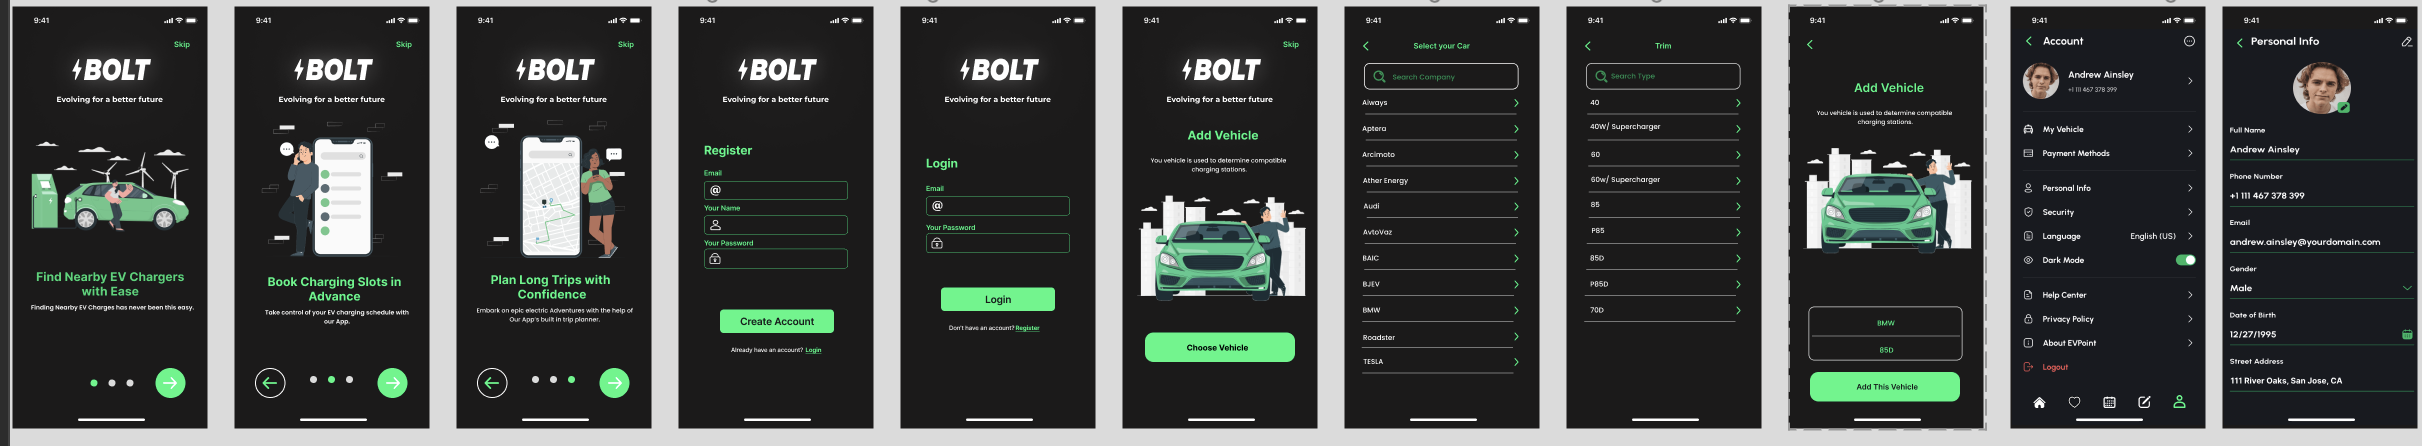 9:41
Skip
BOLT
Evolving for a better future
Find Nearby EV Chargers
with Ease
Finding Nearby EV Charges has never been this easy.
9:41
Skip
BOLT
Evolving for a better future
Book Charging Slots in
Advance
Take control of your EV charging schedule with
our App.
9:41
Skip
BOLT
Evolving for a better future
Plan Long Trips with
Confidence
Embark on epic electric Adventures with the help of
Our App's built in trip planner.
9:41
BOLT
Evolving for a better future
Register
Email
@
Your Name
Your Password
Create Account
Already have an account? Login
9:41
BOLT
Evolving for a better future
Login
Email
@
Your Password
Login
Don't have an account? Register
9:41
Skip
BOLT
Evolving for a better future
Add Vehicle
You vehicle is used to determine compatible
charging stations.
Choose Vehicle
9:41
Select your Car
Search Company
Aiways
Aptera
Arcimoto
Ather Energy
Audi
AvtoVaz
BAIC
BJEV
BMW
Roadster
TESLA
9:41
Trim
Search Type
40
40W/ Supercharger
60
60w/ Supercharger
85
P85
85D
P85D
70D
9:41
Add Vehicle
You vehicle is used to determine compatible
charging stations.
BMW
85D
Add This Vehicle
9:41
Account
Andrew Ainsley
+1 111 467 378 399
My Vehicle
Payment Methods
Personal Info
Security
Language English (US)
Dark Mode
Help Center
Privacy Policy
About EVPoint
Logout
9:41
Personal Info
Full Name
Andrew Ainsley
Phone Number
+1 111 467 378 399
Email
andrew.ainsley@yourdomain.com
Gender
Male
Date of Birth
12/27/1995
Street Address
111 River Oaks, San Jose, CA